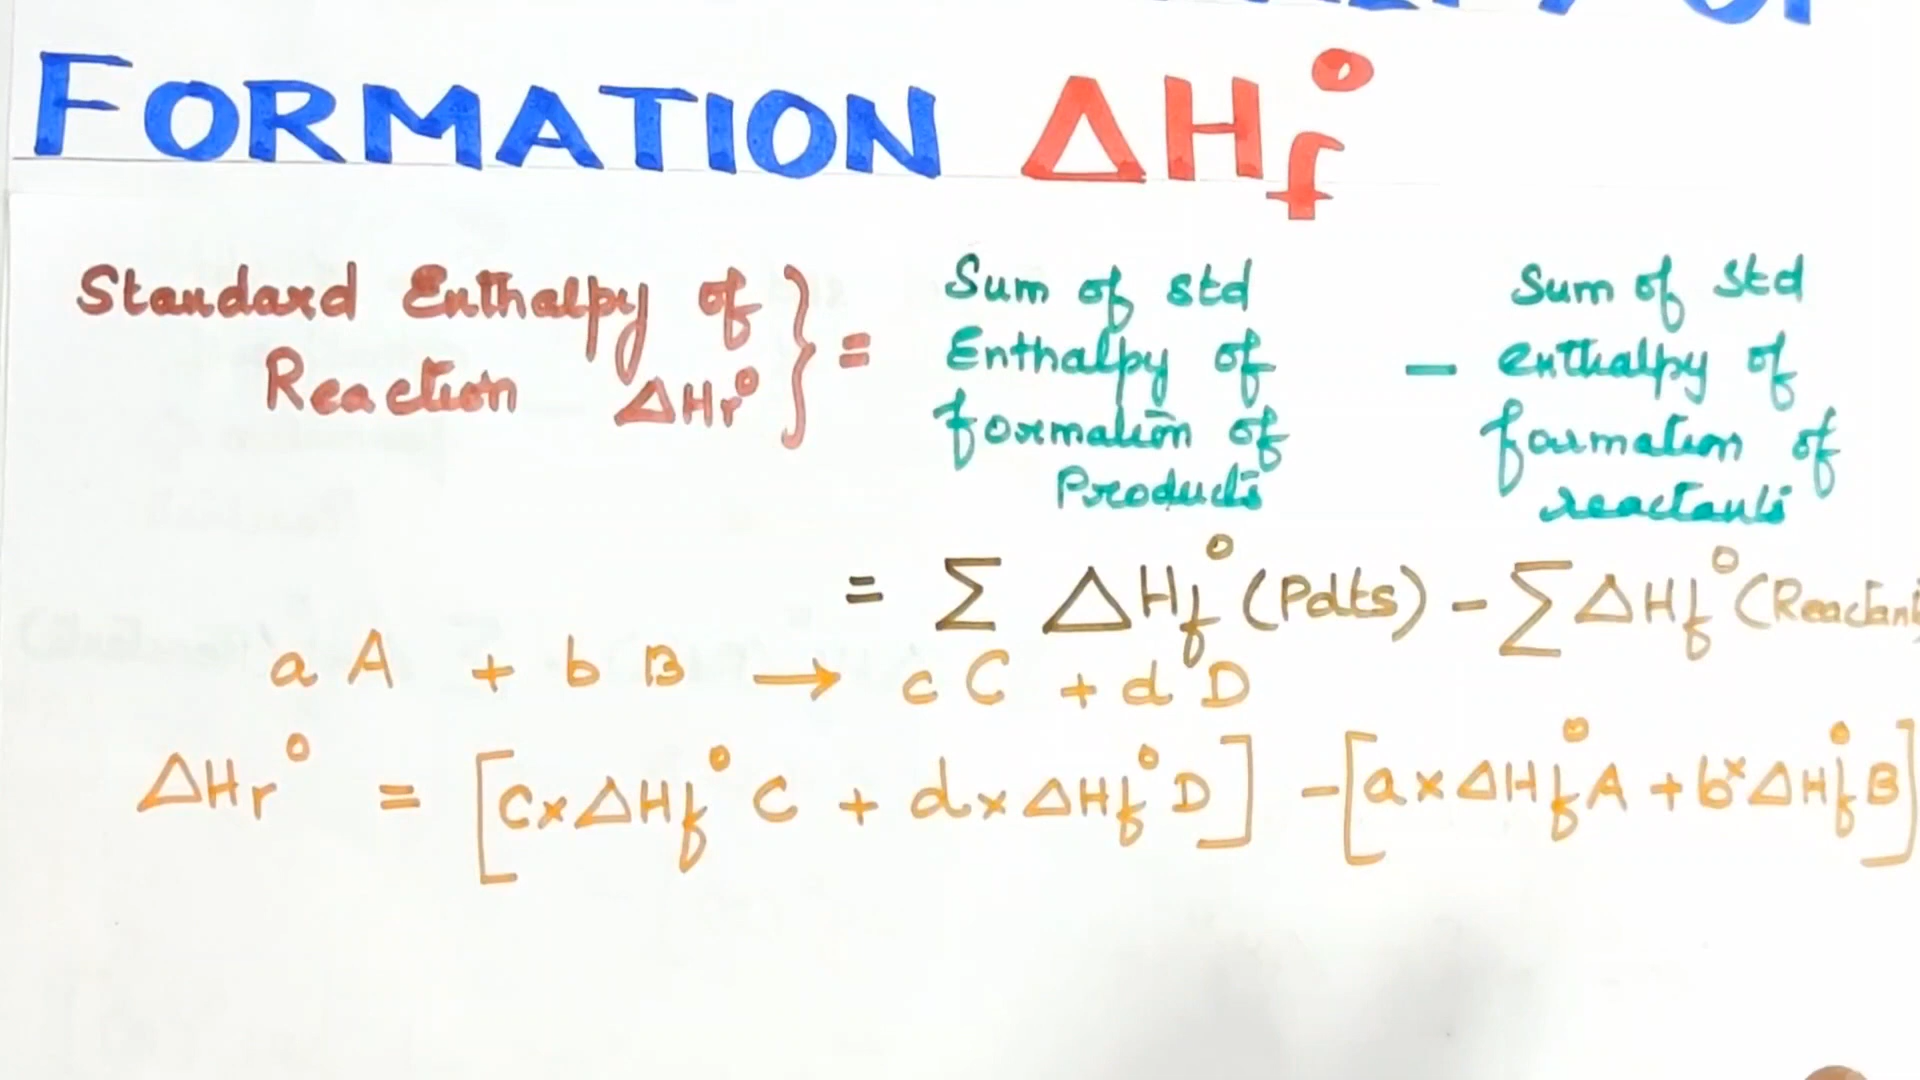 FORMATION ΔHf°
Standard Enthalpy of Reaction ΔHr° } =
Sum of std
Enthalpy of
formation of
Products
—
Sum of std
enthalpy of
formation of
reactants
= Σ ΔHf° (Pdts) - Σ ΔHf° (Reactant
a A + b B → c C + d D
ΔHr° = [c x ΔHf° C + d x ΔHf° D] - [a x ΔHf° A + b x ΔHf° B]